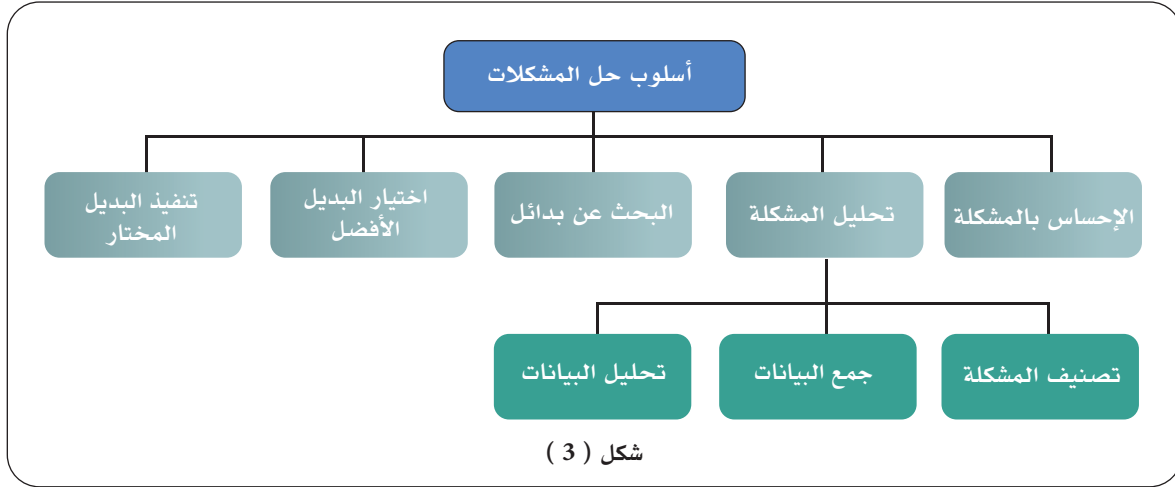 أسلوب حل المشكلات
الإحساس بالمشكلة
تحليل المشكلة
البحث عن بدائل
اختيار البديل
الأفضل
تنفيذ البديل
المختار
تصنيف المشكلة
جمع البيانات
تحليل البيانات
شكل ( 3 )